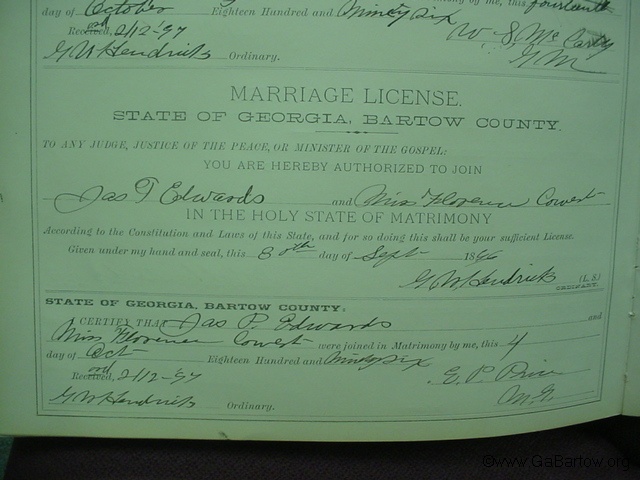 day of October Eighteen Hundred and Ninety Six by me, this fourteenth
Received, 2/12-'97 W. S. McCarty
G W Hendricks Ordinary. G M
MARRIAGE LICENSE.
STATE OF GEORGIA, BARTOW COUNTY.
TO ANY JUDGE, JUSTICE OF THE PEACE, OR MINISTER OF THE GOSPEL:
YOU ARE HEREBY AUTHORIZED TO JOIN
Jas T Edwards and Miss Florence Cowest
IN THE HOLY STATE OF MATRIMONY
According to the Constitution and Laws of this State, and for so doing this shall be your sufficient License.
Given under my hand and seal, this day of Sept 1896
G W Hendricks (L. S.)
ORDINARY.
STATE OF GEORGIA, BARTOW COUNTY:
I CERTIFY THAT Jas P. Edwards and
Miss Florence Cowest were joined in Matrimony by me, this 4
day of Oct Eighteen Hundred and Ninety Six
Received, 2/12-97 E. P.
G W Hendricks Ordinary. M. G.
©www.GaBartow.org